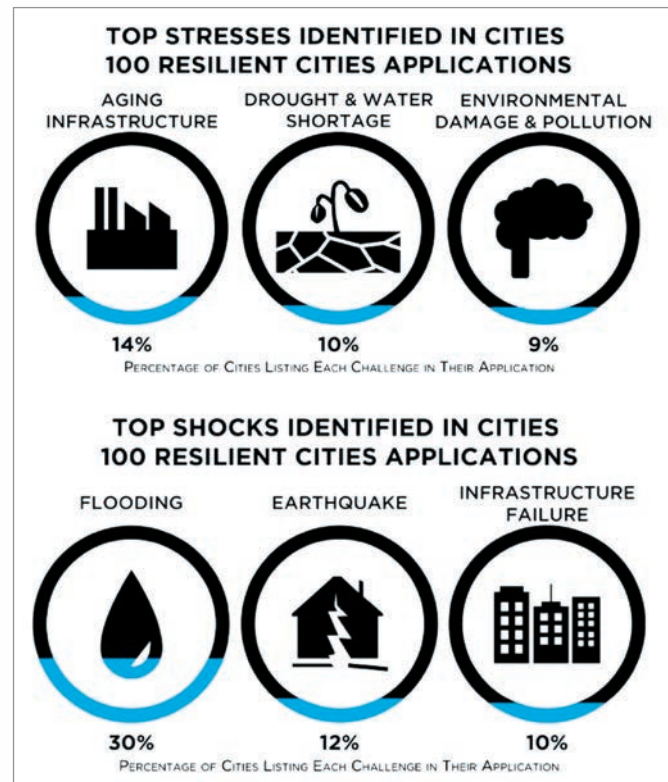 TOP STRESSES IDENTIFIED IN CITIES
100 RESILIENT CITIES APPLICATIONS
AGING
INFRASTRUCTURE
DROUGHT & WATER
SHORTAGE
ENVIRONMENTAL
DAMAGE & POLLUTION
14%
10%
9%
PERCENTAGE OF CITIES LISTING EACH CHALLENGE IN THEIR APPLICATION
TOP SHOCKS IDENTIFIED IN CITIES
100 RESILIENT CITIES APPLICATIONS
FLOODING
EARTHQUAKE
INFRASTRUCTURE
FAILURE
30%
12%
10%
PERCENTAGE OF CITIES LISTING EACH CHALLENGE IN THEIR APPLICATION